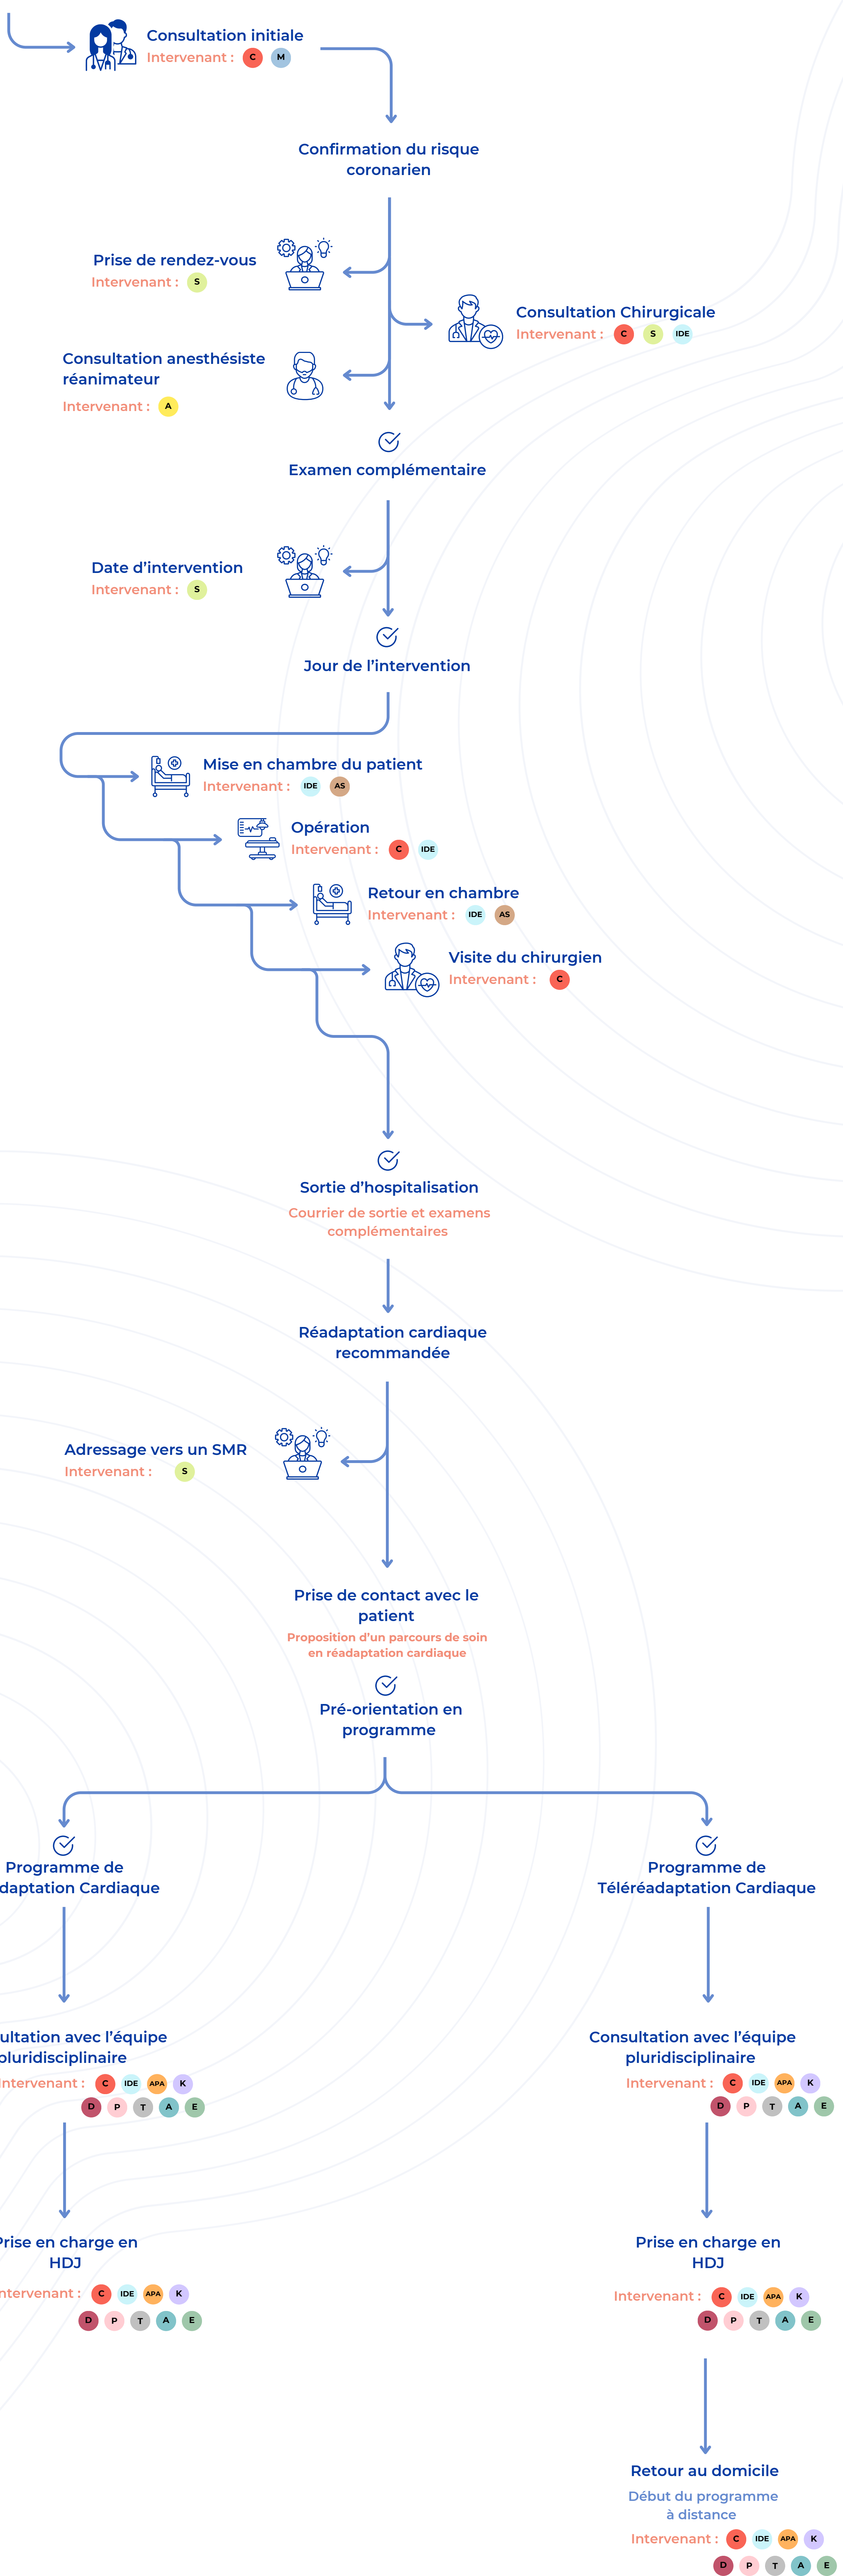 Consultation initiale
Intervenant : C M
Confirmation du risque
coronarien
Prise de rendez-vous
Intervenant : S
Consultation Chirurgicale
Intervenant : C S IDE
Consultation anesthésiste
réanimateur
Intervenant : A
Examen complémentaire
Date d'intervention
Intervenant : S
Jour de l'intervention
Mise en chambre du patient
Intervenant : IDE AS
Opération
Intervenant : C IDE
Retour en chambre
Intervenant : IDE AS
Visite du chirurgien
Intervenant : C
Sortie d'hospitalisation
Courrier de sortie et examens
complémentaires
Réadaptation cardiaque
recommandée
Adressage vers un SMR
Intervenant : S
Prise de contact avec le
patient
Proposition d'un parcours de soin
en réadaptation cardiaque
Pré-orientation en
programme
Programme de
daptation Cardiaque
ultation avec l'équipe
pluridisciplinaire
ntervenant : C IDE APA K
D P T A E
Prise en charge en
HDJ
ntervenant : C IDE APA K
D P T A E
Programme de
Téléréadaptation Cardiaque
Consultation avec l'équipe
pluridisciplinaire
Intervenant : C IDE APA K
D P T A E
Prise en charge en
HDJ
Intervenant : C IDE APA K
D P T A E
Retour au domicile
Début du programme
à distance
Intervenant : C IDE APA K
D P T A E